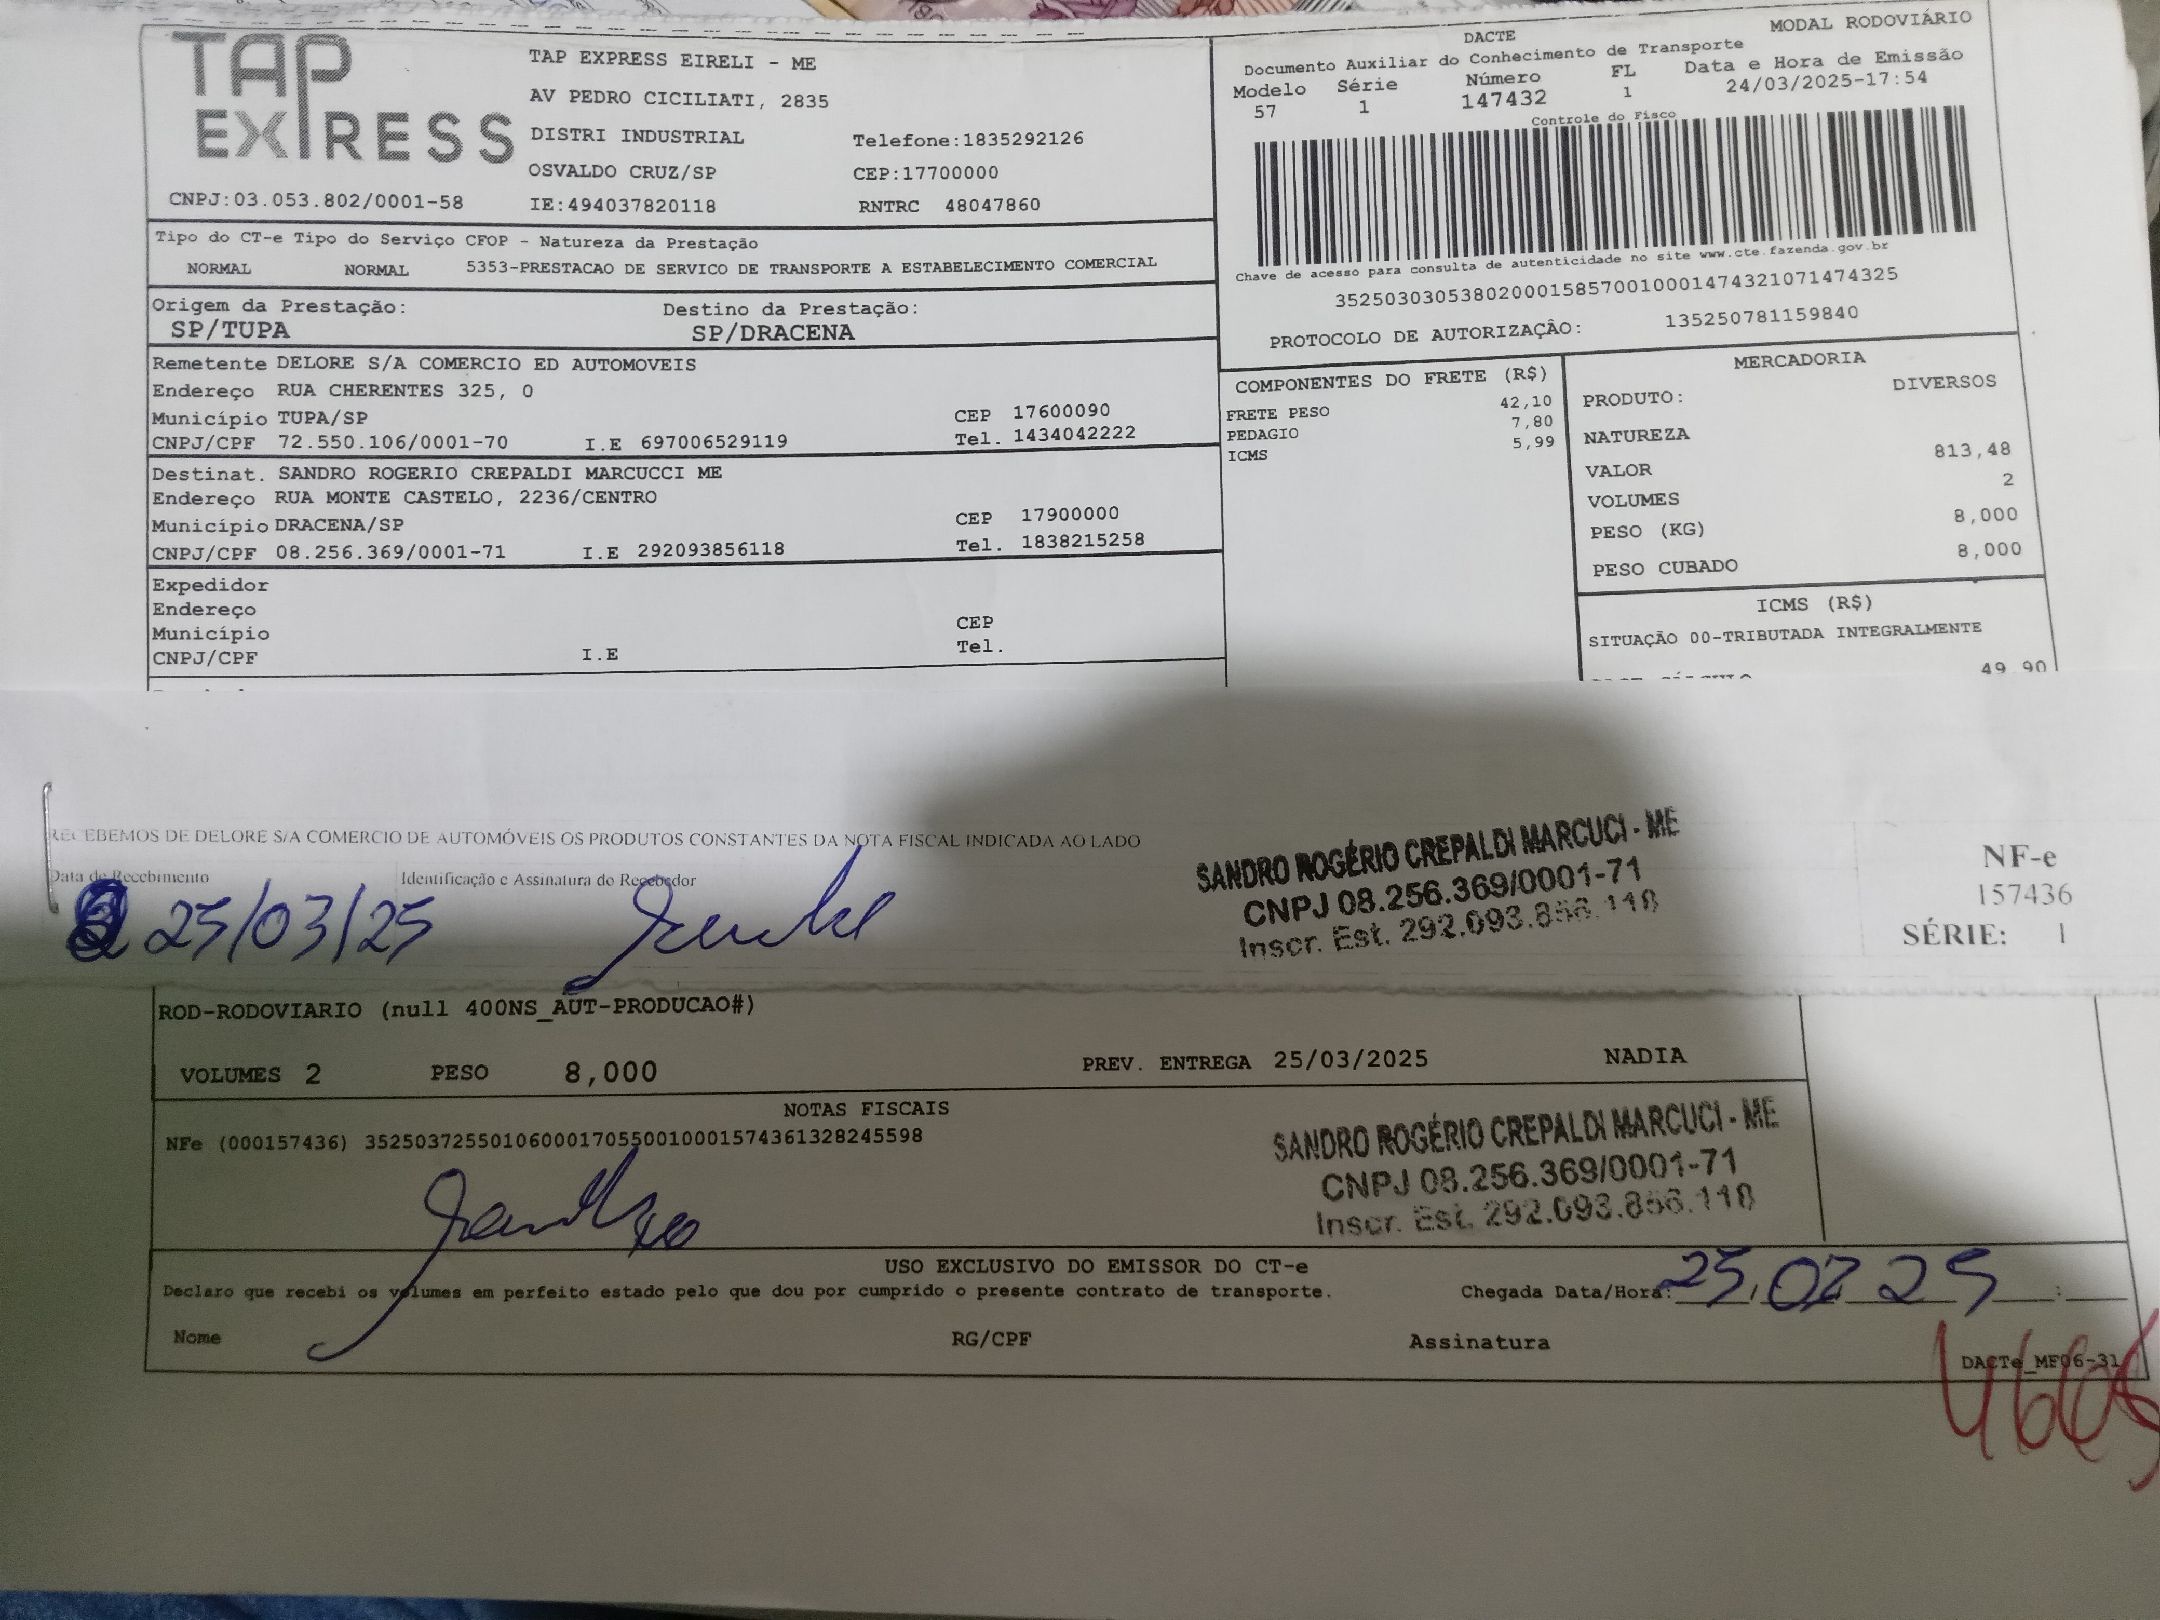 TAP
EXPRESS
TAP EXPRESS EIRELI - ME
AV PEDRO CICILIATI, 2835
DISTRI INDUSTRIAL Telefone:1835292126
OSVALDO CRUZ/SP CEP:17700000
CNPJ:03.053.802/0001-58 IE:494037820118 RNTRC 48047860
DACTE MODAL RODOVIÁRIO
Documento Auxiliar do Conhecimento de Transporte
Modelo Série Número FL Data e Hora de Emissão
57 1 147432 1 24/03/2025-17:54
Controle do Fisco
Chave de acesso para consulta de autenticidade no site www.cte.fazenda.gov.br
35250303053802000158570010001474321071474325
PROTOCOLO DE AUTORIZAÇÃO: 135250781159840
Tipo do CT-e Tipo do Serviço CFOP - Natureza da Prestação
NORMAL NORMAL 5353-PRESTACAO DE SERVICO DE TRANSPORTE A ESTABELECIMENTO COMERCIAL
Origem da Prestação: Destino da Prestação:
SP/TUPA SP/DRACENA
Remetente DELORE S/A COMERCIO ED AUTOMOVEIS
Endereço RUA CHERENTES 325, 0
Município TUPA/SP CEP 17600090
CNPJ/CPF 72.550.106/0001-70 I.E 697006529119 Tel. 1434042222
Destinat. SANDRO ROGERIO CREPALDI MARCUCCI ME
Endereço RUA MONTE CASTELO, 2236/CENTRO
Município DRACENA/SP CEP 17900000
CNPJ/CPF 08.256.369/0001-71 I.E 292093856118 Tel. 1838215258
Expedidor
Endereço
Município CEP
CNPJ/CPF I.E Tel.
COMPONENTES DO FRETE (R$)
FRETE PESO 42,10
PEDAGIO 7,80
ICMS 5,99
MERCADORIA
PRODUTO: DIVERSOS
NATUREZA
VALOR 813,48
VOLUMES 2
PESO (KG) 8,000
PESO CUBADO 8,000
ICMS (R$)
SITUAÇÃO 00-TRIBUTADA INTEGRALMENTE
49,90
RECEBEMOS DE DELORE S/A COMERCIO DE AUTOMÓVEIS OS PRODUTOS CONSTANTES DA NOTA FISCAL INDICADA AO LADO
Data de Recebimento Identificação e Assinatura do Recebedor
25/03/25
SANDRO ROGÉRIO CREPALDI MARCUCI - ME
CNPJ 08.256.369/0001-71
Inscr. Est. 292.093.856.118
NF-e
157436
SÉRIE: 1
ROD-RODOVIARIO (null 400NS_AUT-PRODUCAO#)
VOLUMES 2 PESO 8,000 PREV. ENTREGA 25/03/2025 NADIA
NOTAS FISCAIS
NFe (000157436) 35250372550106000170550010001574361328245598
SANDRO ROGÉRIO CREPALDI MARCUCI - ME
CNPJ 08.256.369/0001-71
Inscr. Est. 292.093.856.118
USO EXCLUSIVO DO EMISSOR DO CT-e
Declaro que recebi os volumes em perfeito estado pelo que dou por cumprido o presente contrato de transporte. Chegada Data/Hora:
Nome RG/CPF Assinatura
DACTe_MF06-31